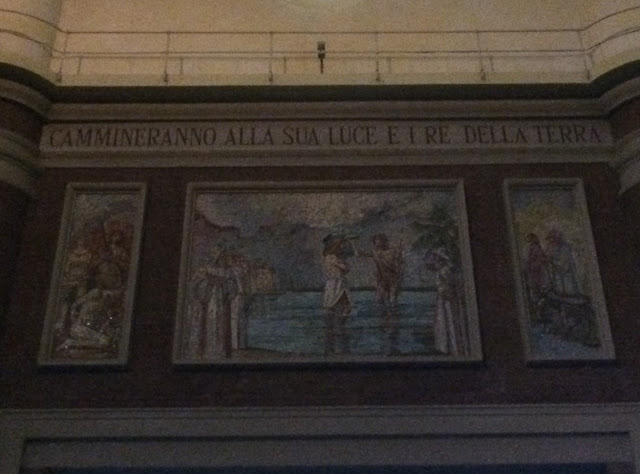 CAMMINERANNO ALLA SUA LUCE E I RE DELLA TERRA